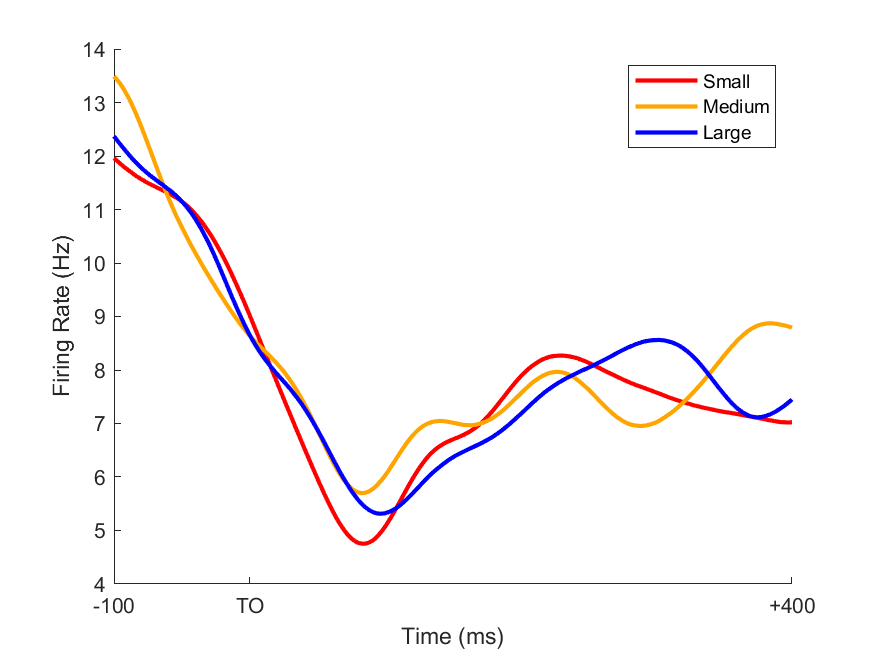 14
13
12
11
10
9
8
7
6
5
4
Firing Rate (Hz)
Small
Medium
Large
-100
TO
+400
Time (ms)